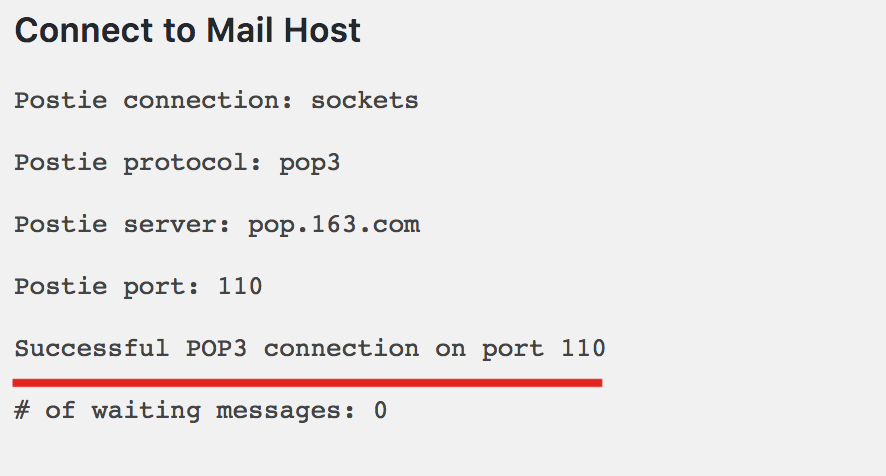 Connect to Mail Host
Postie connection: sockets
Postie protocol: pop3
Postie server: pop.163.com
Postie port: 110
Successful POP3 connection on port 110
# of waiting messages: 0